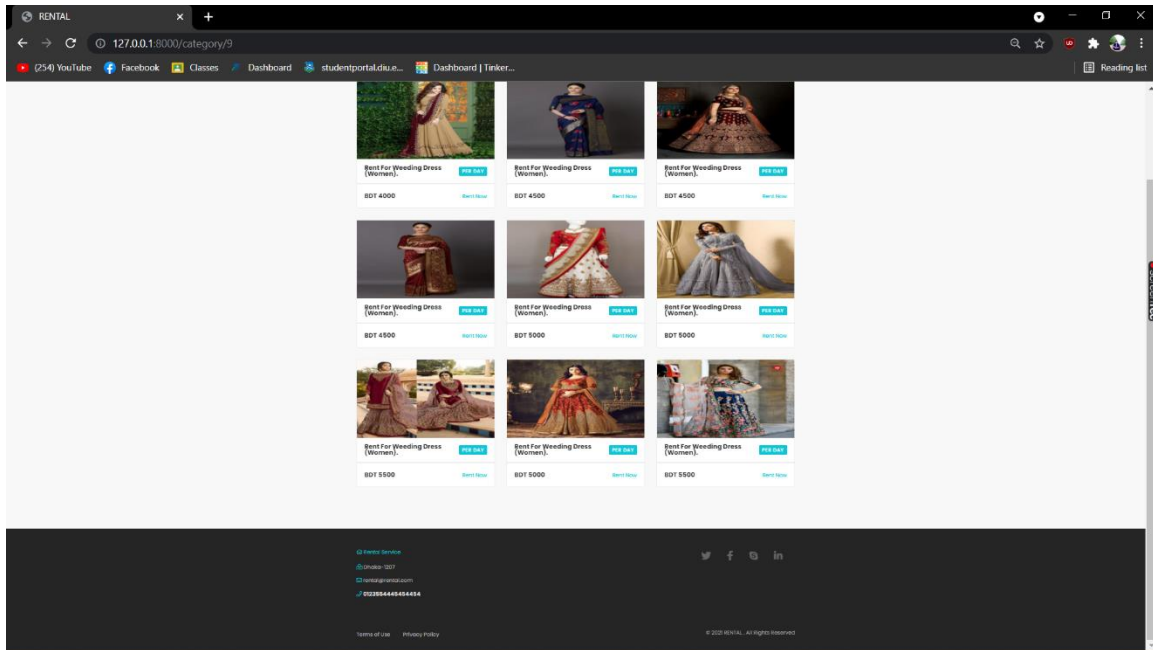 RENTAL
127.0.0.1:8000/category/9
(254) YouTube Facebook Classes Dashboard studentportal.diu.e... Dashboard | Tinker... Reading list
Rent For Weeding Dress (Women). PER DAY
BDT 4000 Rent Now
Rent For Weeding Dress (Women). PER DAY
BDT 4500 Rent Now
Rent For Weeding Dress (Women). PER DAY
BDT 4500 Rent Now
Rent For Weeding Dress (Women). PER DAY
BDT 4500 Rent Now
Rent For Weeding Dress (Women). PER DAY
BDT 5000 Rent Now
Rent For Weeding Dress (Women). PER DAY
BDT 5000 Rent Now
Rent For Weeding Dress (Women). PER DAY
BDT 5500 Rent Now
Rent For Weeding Dress (Women). PER DAY
BDT 5000 Rent Now
Rent For Weeding Dress (Women). PER DAY
BDT 5500 Rent Now
Rental Service
Dhaka-1207
rental@rental.com
Terms of Use Privacy Policy
© 2021 RENTAL . All Rights Reserved